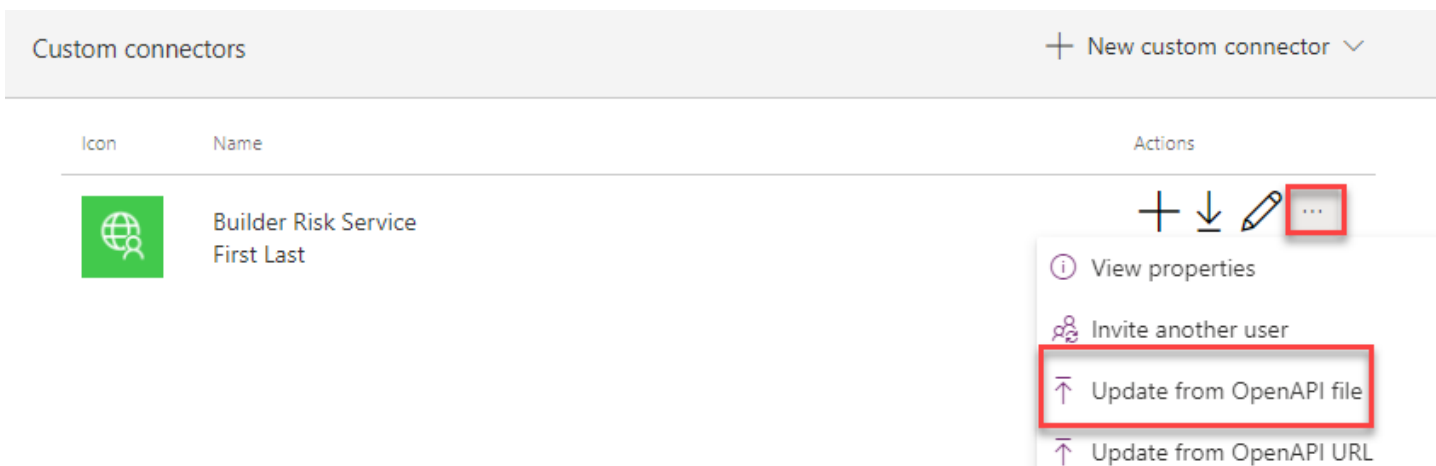 Custom connectors
New custom connector
Icon Name Actions
Builder Risk Service
First Last
...
View properties
Invite another user
Update from OpenAPI file
Update from OpenAPI URL